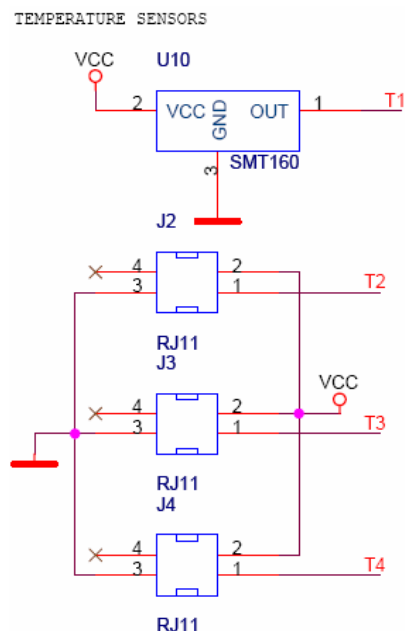 TEMPERATURE SENSORS
VCC U10
2 VCC GND OUT 1 T1
3 SMT160
J2
4 2
3 1 T2
RJ11
J3
VCC
4 2
3 1 T3
RJ11
J4
4 2
3 1 T4
RJ11